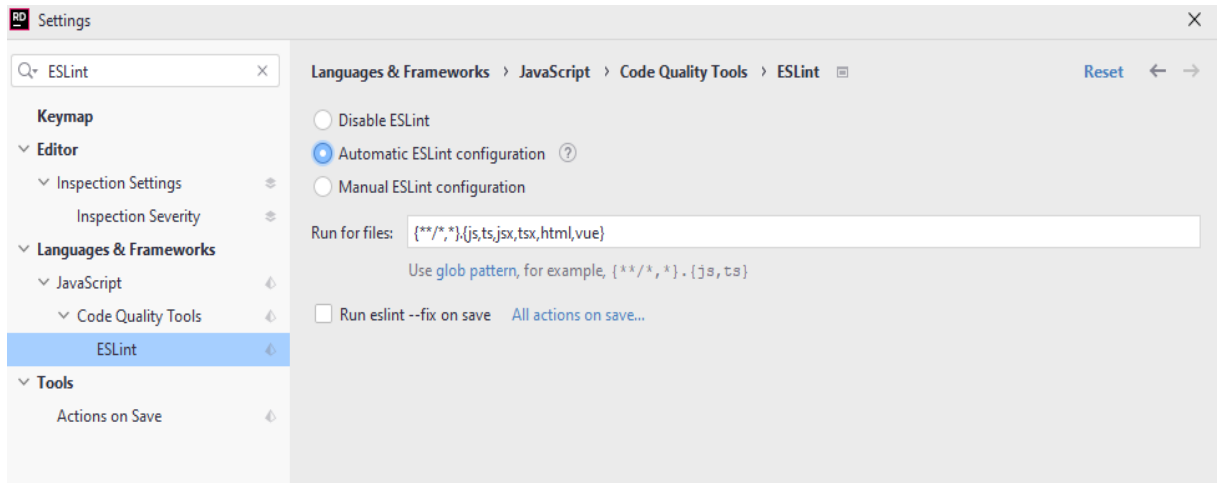 RD Settings
ESLint
Keymap
Editor
Inspection Settings
Inspection Severity
Languages & Frameworks
JavaScript
Code Quality Tools
ESLint
Tools
Actions on Save
Languages & Frameworks > JavaScript > Code Quality Tools > ESLint
Reset
Disable ESLint
Automatic ESLint configuration ?
Manual ESLint configuration
Run for files: {**/*,*}.{js,ts,jsx,tsx,html,vue}
Use glob pattern, for example, {**/*,*}.{js,ts}
Run eslint --fix on save All actions on save...